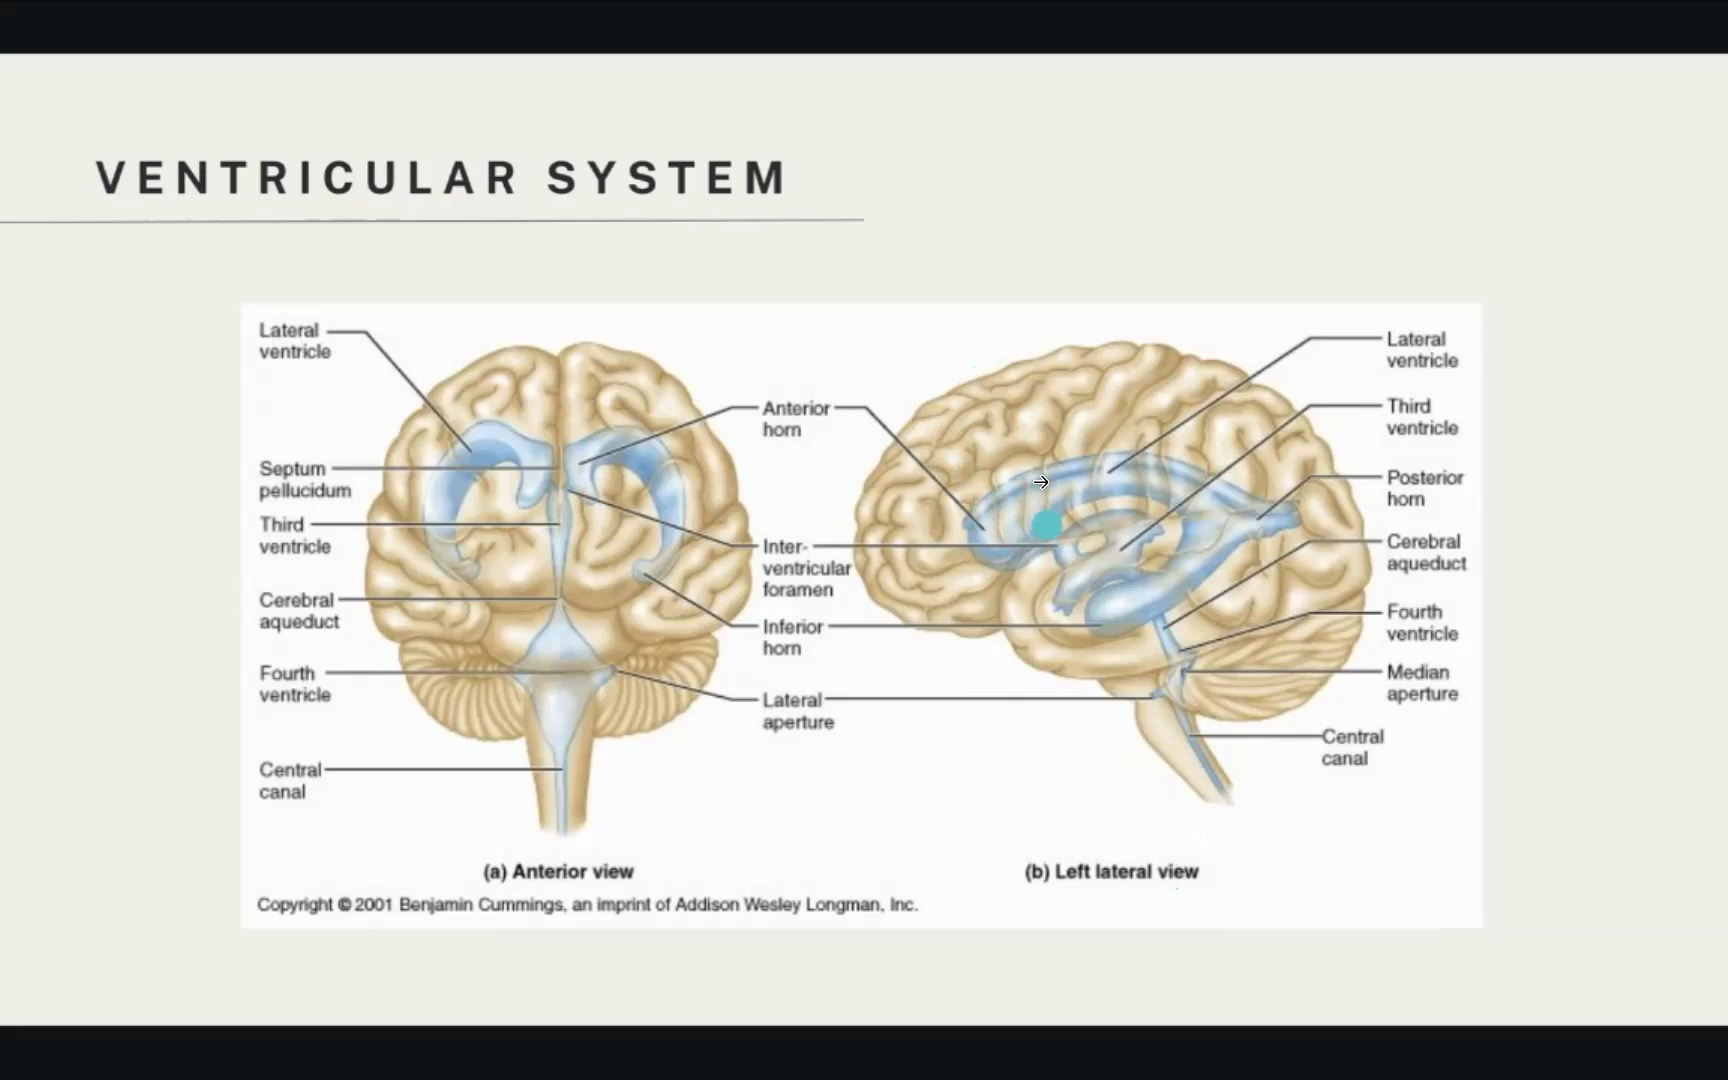 VENTRICULAR SYSTEM
Lateral
ventricle
Septum
pellucidum
Third
ventricle
Cerebral
aqueduct
Fourth
ventricle
Central
canal
Anterior
horn
Inter-
ventricular
foramen
Inferior
horn
Lateral
aperture
Lateral
ventricle
Third
ventricle
Posterior
horn
Cerebral
aqueduct
Fourth
ventricle
Median
aperture
Central
canal
(a) Anterior view
(b) Left lateral view
Copyright © 2001 Benjamin Cummings, an imprint of Addison Wesley Longman, Inc.